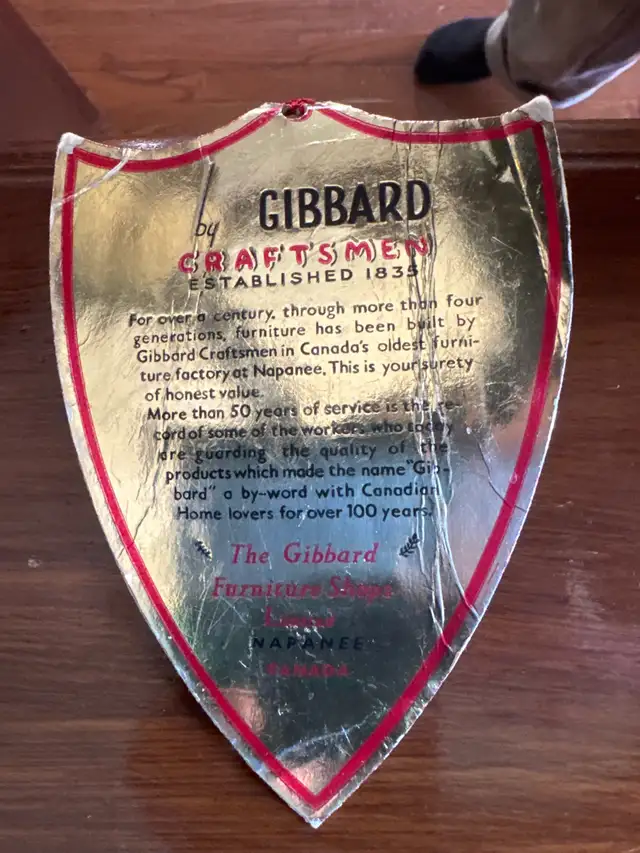 by GIBBARD
CRAFTSMEN
ESTABLISHED 1835
For over a century, through more than four
generations, furniture has been built by
Gibbard Craftsmen in Canada's oldest furni-
ture factory at Napanee. This is your surety
of honest value.
More than 50 years of service is the re-
cord of some of the workers who today
are guarding the quality of the
products which made the name "Gib-
bard" a by-word with Canadian
Home lovers for over 100 years.
The Gibbard
Furniture Shops
Limited
NAPANEE
CANADA